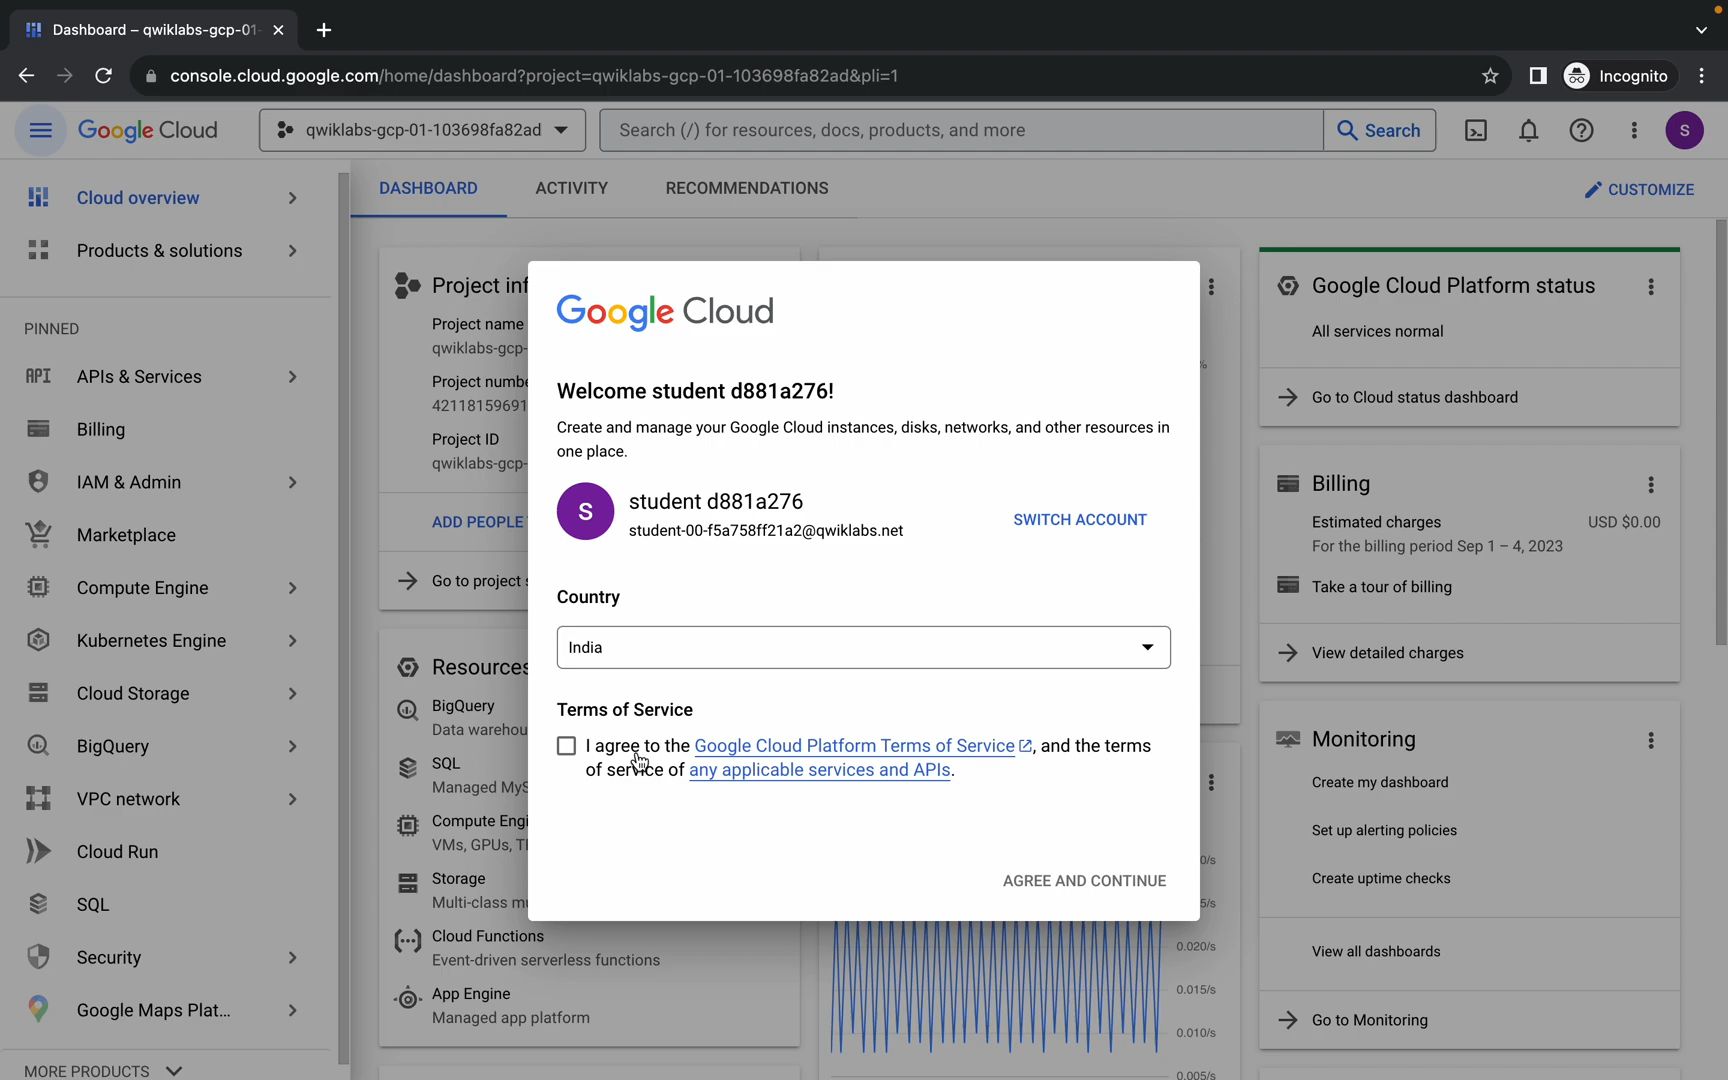 Dashboard – qwiklabs-gcp-01-
console.cloud.google.com/home/dashboard?project=qwiklabs-gcp-01-103698fa82ad&pli=1
Incognito
Google Cloud
qwiklabs-gcp-01-103698fa82ad
Search (/) for resources, docs, products, and more
Search
S
Cloud overview
Products & solutions
PINNED
API APIs & Services
Billing
IAM & Admin
Marketplace
Compute Engine
Kubernetes Engine
Cloud Storage
BigQuery
VPC network
Cloud Run
SQL
Security
Google Maps Plat...
MORE PRODUCTS
DASHBOARD
ACTIVITY
RECOMMENDATIONS
CUSTOMIZE
Project inf
Project name
qwiklabs-gcp-
Project numbe
42118159691
Project ID
qwiklabs-gcp-
ADD PEOPLE
Go to project s
Resources
BigQuery
Data warehou
SQL
Managed MyS
Compute Engi
VMs, GPUs, T
Storage
Multi-class mu
Cloud Functions
Event-driven serverless functions
App Engine
Managed app platform
Google Cloud
Welcome student d881a276!
Create and manage your Google Cloud instances, disks, networks, and other resources in
one place.
S
student d881a276
student-00-f5a758ff21a2@qwiklabs.net
SWITCH ACCOUNT
Country
India
Terms of Service
I agree to the Google Cloud Platform Terms of Service, and the terms
of service of any applicable services and APIs.
AGREE AND CONTINUE
%
0/s
5/s
0.020/s
0.015/s
0.010/s
0.005/s
Google Cloud Platform status
All services normal
Go to Cloud status dashboard
Billing
Estimated charges
USD $0.00
For the billing period Sep 1 – 4, 2023
Take a tour of billing
View detailed charges
Monitoring
Create my dashboard
Set up alerting policies
Create uptime checks
View all dashboards
Go to Monitoring